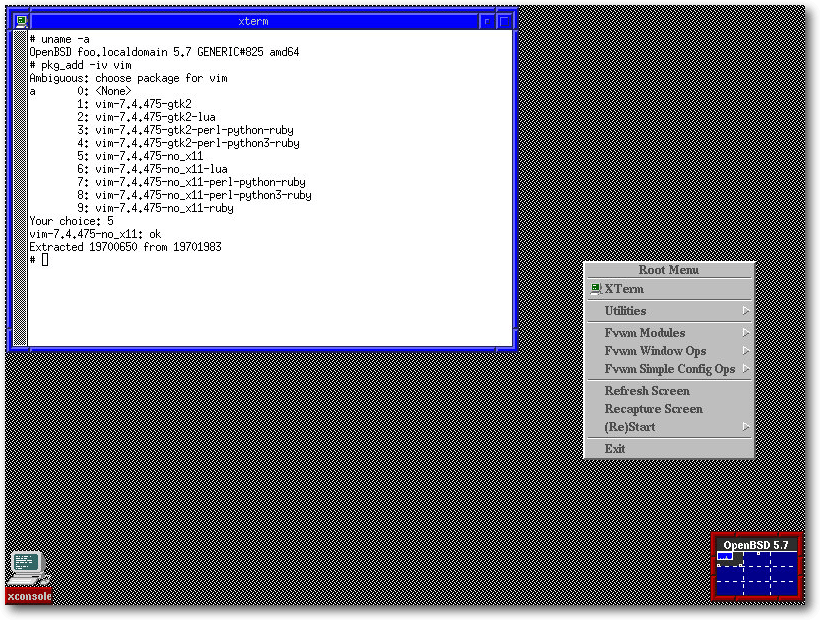 xterm
# uname -a
OpenBSD foo.localdomain 5.7 GENERIC#825 amd64
# pkg_add -iv vim
Ambiguous: choose package for vim
a       0: <None>
        1: vim-7.4.475-gtk2
        2: vim-7.4.475-gtk2-lua
        3: vim-7.4.475-gtk2-perl-python-ruby
        4: vim-7.4.475-gtk2-perl-python3-ruby
        5: vim-7.4.475-no_x11
        6: vim-7.4.475-no_x11-lua
        7: vim-7.4.475-no_x11-perl-python-ruby
        8: vim-7.4.475-no_x11-perl-python3-ruby
        9: vim-7.4.475-no_x11-ruby
Your choice: 5
vim-7.4.475-no_x11: ok
Extracted 19700650 from 19701983
#
Root Menu
XTerm
Utilities
Fvwm Modules
Fvwm Window Ops
Fvwm Simple Config Ops
Refresh Screen
Recapture Screen
(Re)Start
Exit
OpenBSD 5.7
xconsole